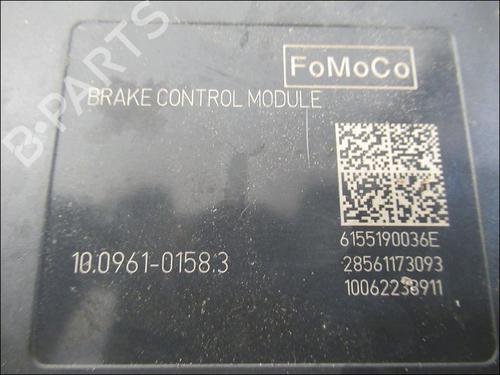 FoMoCo
BRAKE CONTROL MODULE
6155190036E
10.0961-0158.3
28561173093
10062238911
B-PARTS